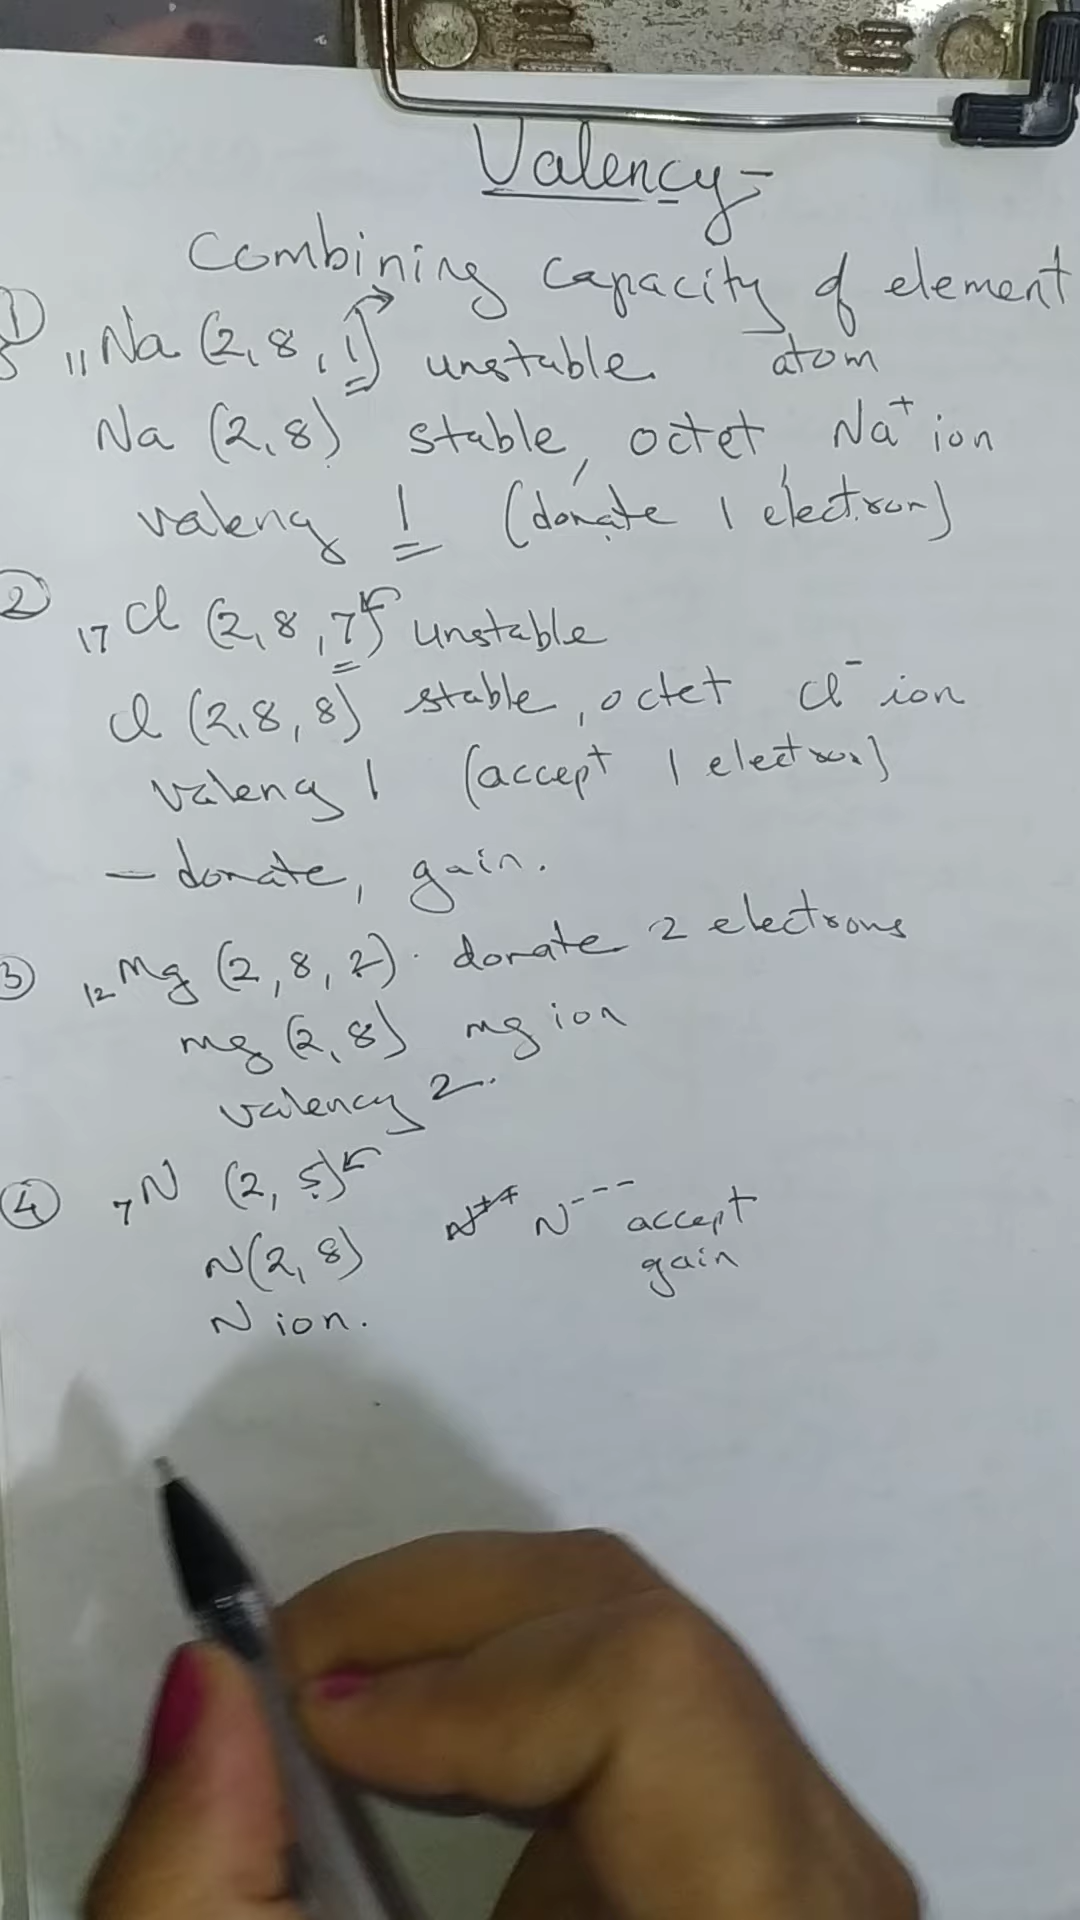 Valency-
Combining capacity of element
① ₁₁Na (2,8,1) unstable atom
Na (2,8) stable, octet Na⁺ ion
valency 1 (donate 1 electron)
② ₁₇Cl (2,8,7) unstable
Cl (2,8,8) stable, octet Cl⁻ ion
valency 1 (accept 1 electron)
— donate, gain.
③ ₁₂Mg (2,8,2). donate 2 electrons
Mg (2,8) Mg ion
valency 2.
④ ₇N (2,5)
N(2,8) N⁻⁻⁻ accept
gain
N ion.